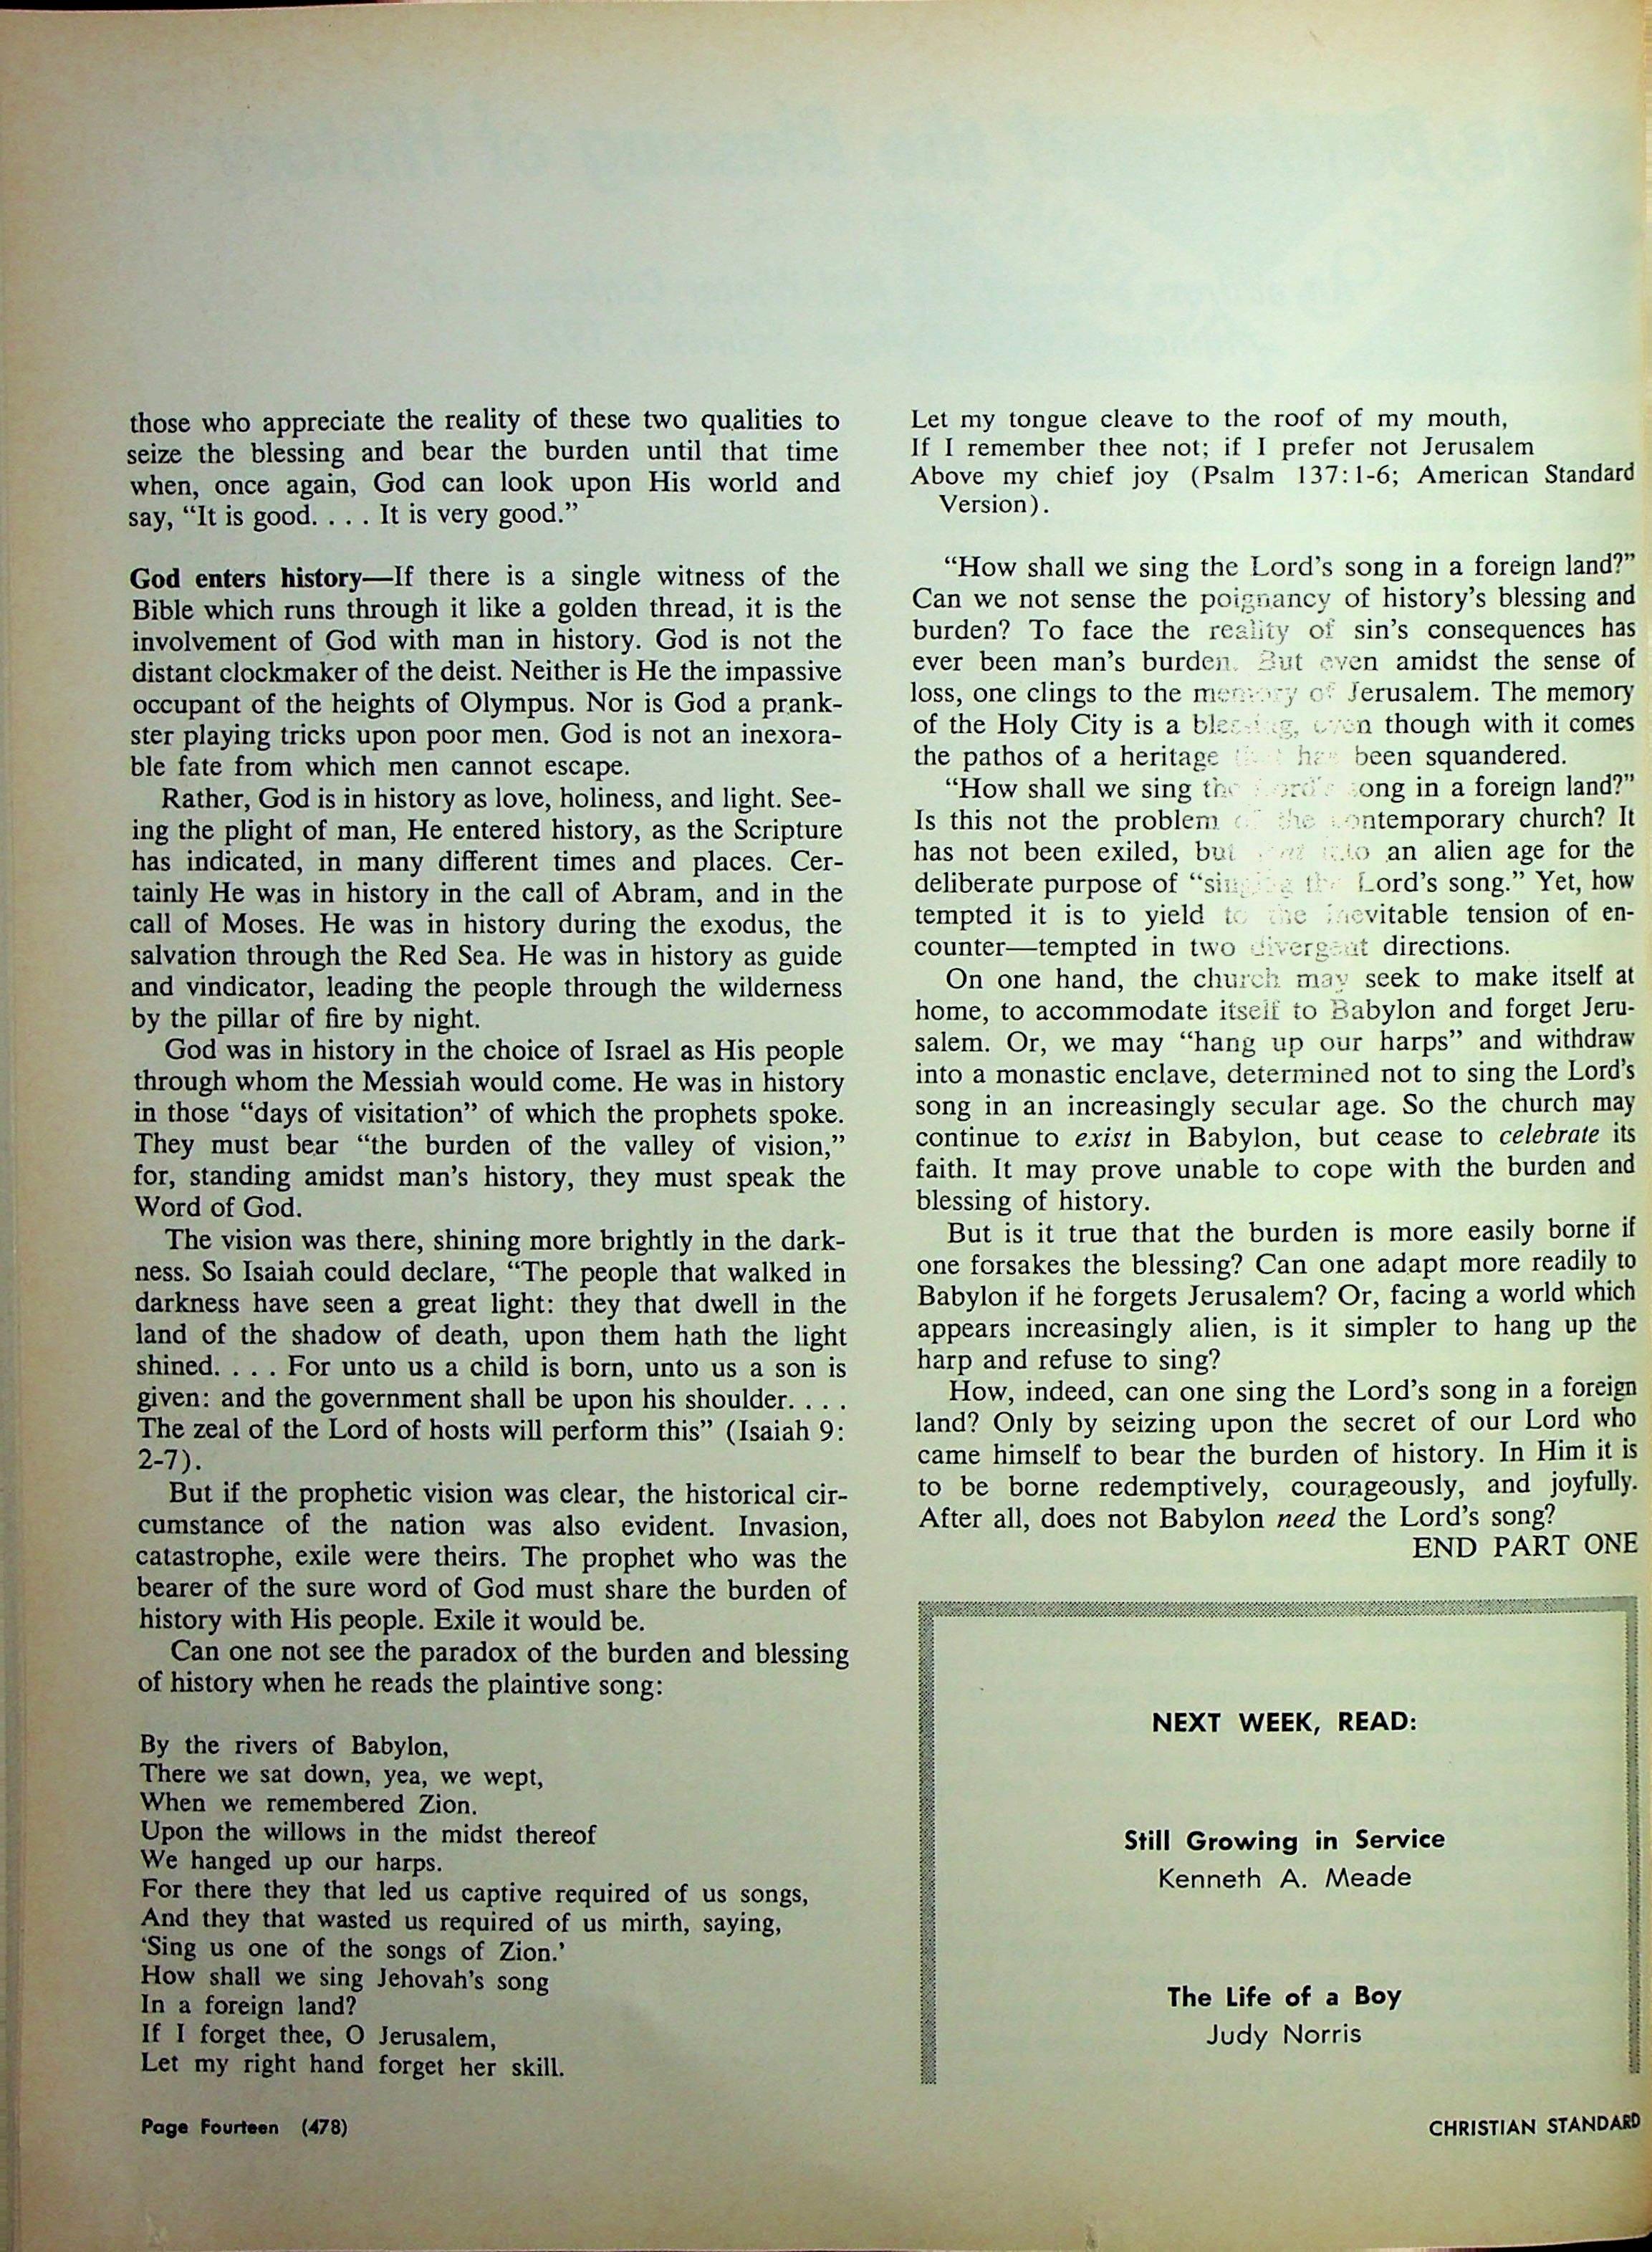 those who appreciate the reality of these two qualities to
seize the blessing and bear the burden until that time
when, once again, God can look upon His world and
say, “It is good. . . . It is very good.”
God enters history—If there is a single witness of the
Bible which runs through it like a golden thread, it is the
involvement of God with man in history. God is not the
distant clockmaker of the deist. Neither is He the impassive
occupant of the heights of Olympus. Nor is God a prank-
ster playing tricks upon poor men. God is not an inexora-
ble fate from which men cannot escape.
Rather, God is in history as love, holiness, and light. See-
ing the plight of man, He entered history, as the Scripture
has indicated, in many different times and places. Cer-
tainly He was in history in the call of Abram, and in the
call of Moses. He was in history during the exodus, the
salvation through the Red Sea. He was in history as guide
and vindicator, leading the people through the wilderness
by the pillar of fire by night.
God was in history in the choice of Israel as His people
through whom the Messiah would come. He was in history
in those “days of visitation” of which the prophets spoke.
They must bear “the burden of the valley of vision,”
for, standing amidst man’s history, they must speak the
Word of God.
The vision was there, shining more brightly in the dark-
ness. So Isaiah could declare, “The people that walked in
darkness have seen a great light: they that dwell in the
land of the shadow of death, upon them hath the light
shined. . . . For unto us a child is born, unto us a son is
given: and the government shall be upon his shoulder. . . .
The zeal of the Lord of hosts will perform this” (Isaiah 9:
2-7).
But if the prophetic vision was clear, the historical cir-
cumstance of the nation was also evident. Invasion,
catastrophe, exile were theirs. The prophet who was the
bearer of the sure word of God must share the burden of
history with His people. Exile it would be.
Can one not see the paradox of the burden and blessing
of history when he reads the plaintive song:
By the rivers of Babylon,
There we sat down, yea, we wept,
When we remembered Zion.
Upon the willows in the midst thereof
We hanged up our harps.
For there they that led us captive required of us songs,
And they that wasted us required of us mirth, saying,
‘Sing us one of the songs of Zion.’
How shall we sing Jehovah’s song
In a foreign land?
If I forget thee, O Jerusalem,
Let my right hand forget her skill.
Page Fourteen (478)
Let my tongue cleave to the roof of my mouth,
If I remember thee not; if I prefer not Jerusalem
Above my chief joy (Psalm 137:1-6; American Standard
Version).
“How shall we sing the Lord’s song in a foreign land?”
Can we not sense the poignancy of history’s blessing and
burden? To face the reality of sin’s consequences has
ever been man’s burden. But even amidst the sense of
loss, one clings to the memory of Jerusalem. The memory
of the Holy City is a blessing, even though with it comes
the pathos of a heritage that has been squandered.
“How shall we sing the Lord’s song in a foreign land?”
Is this not the problem of the contemporary church? It
has not been exiled, but into an alien age for the
deliberate purpose of “singing the Lord’s song.” Yet, how
tempted it is to yield to the inevitable tension of en-
counter—tempted in two divergent directions.
On one hand, the church may seek to make itself at
home, to accommodate itself to Babylon and forget Jeru-
salem. Or, we may “hang up our harps” and withdraw
into a monastic enclave, determined not to sing the Lord’s
song in an increasingly secular age. So the church may
continue to exist in Babylon, but cease to celebrate its
faith. It may prove unable to cope with the burden and
blessing of history.
But is it true that the burden is more easily borne if
one forsakes the blessing? Can one adapt more readily to
Babylon if he forgets Jerusalem? Or, facing a world which
appears increasingly alien, is it simpler to hang up the
harp and refuse to sing?
How, indeed, can one sing the Lord’s song in a foreign
land? Only by seizing upon the secret of our Lord who
came himself to bear the burden of history. In Him it is
to be borne redemptively, courageously, and joyfully.
After all, does not Babylon need the Lord’s song?
END PART ONE
NEXT WEEK, READ:
Still Growing in Service
Kenneth A. Meade
The Life of a Boy
Judy Norris
CHRISTIAN STANDARD